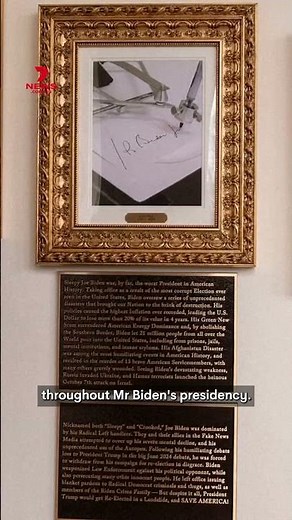 7
NEWS
.com.au
J R Biden Jr
Sleepy Joe Biden was, by far, the worst President in American
History. Taking office as a result of the most corrupt Election ever
seen in the United States, Biden oversaw a series of unprecedented
disasters that brought our Nation to the brink of destruction. His
policies caused the highest Inflation ever recorded, leading the U.S.
Dollar to lose more than 20% of its value in 4 years. His Green New
Scam surrendered American Energy Dominance and, by abolishing
the Southern Border, Biden let 21 million people from all over the
World pour into the United States, including from prisons, jails,
mental institutions, and insane asylums. His Afghanistan Disaster
was among the most humiliating events in American History, and
resulted in the murder of 13 brave American Servicemembers, with
many others gravely wounded. Seeing Biden's devastating weakness,
Russia invaded Ukraine, and Hamas terrorists launched the heinous
October 7th attack on Israel.
throughout Mr Biden's presidency.
Nicknamed both "Sleepy" and "Crooked," Joe Biden was dominated
by his Radical Left handlers. They and their allies in the Fake News
Media attempted to cover up his severe mental decline, and his
unprecedented use of the Autopen. Following his humiliating debate
loss to President Trump in the big June 2024 debate, he was forced
to withdraw from his campaign for re-election in disgrace. Biden
weaponized Law Enforcement against his political opponent, while
also persecuting many other innocent people. He left office issuing
blanket pardons to Radical Democrat criminals and thugs, as well as
members of the Biden Crime Family — But despite it all, President
Trump would get Re-Elected in a Landslide, and SAVE AMERICA!